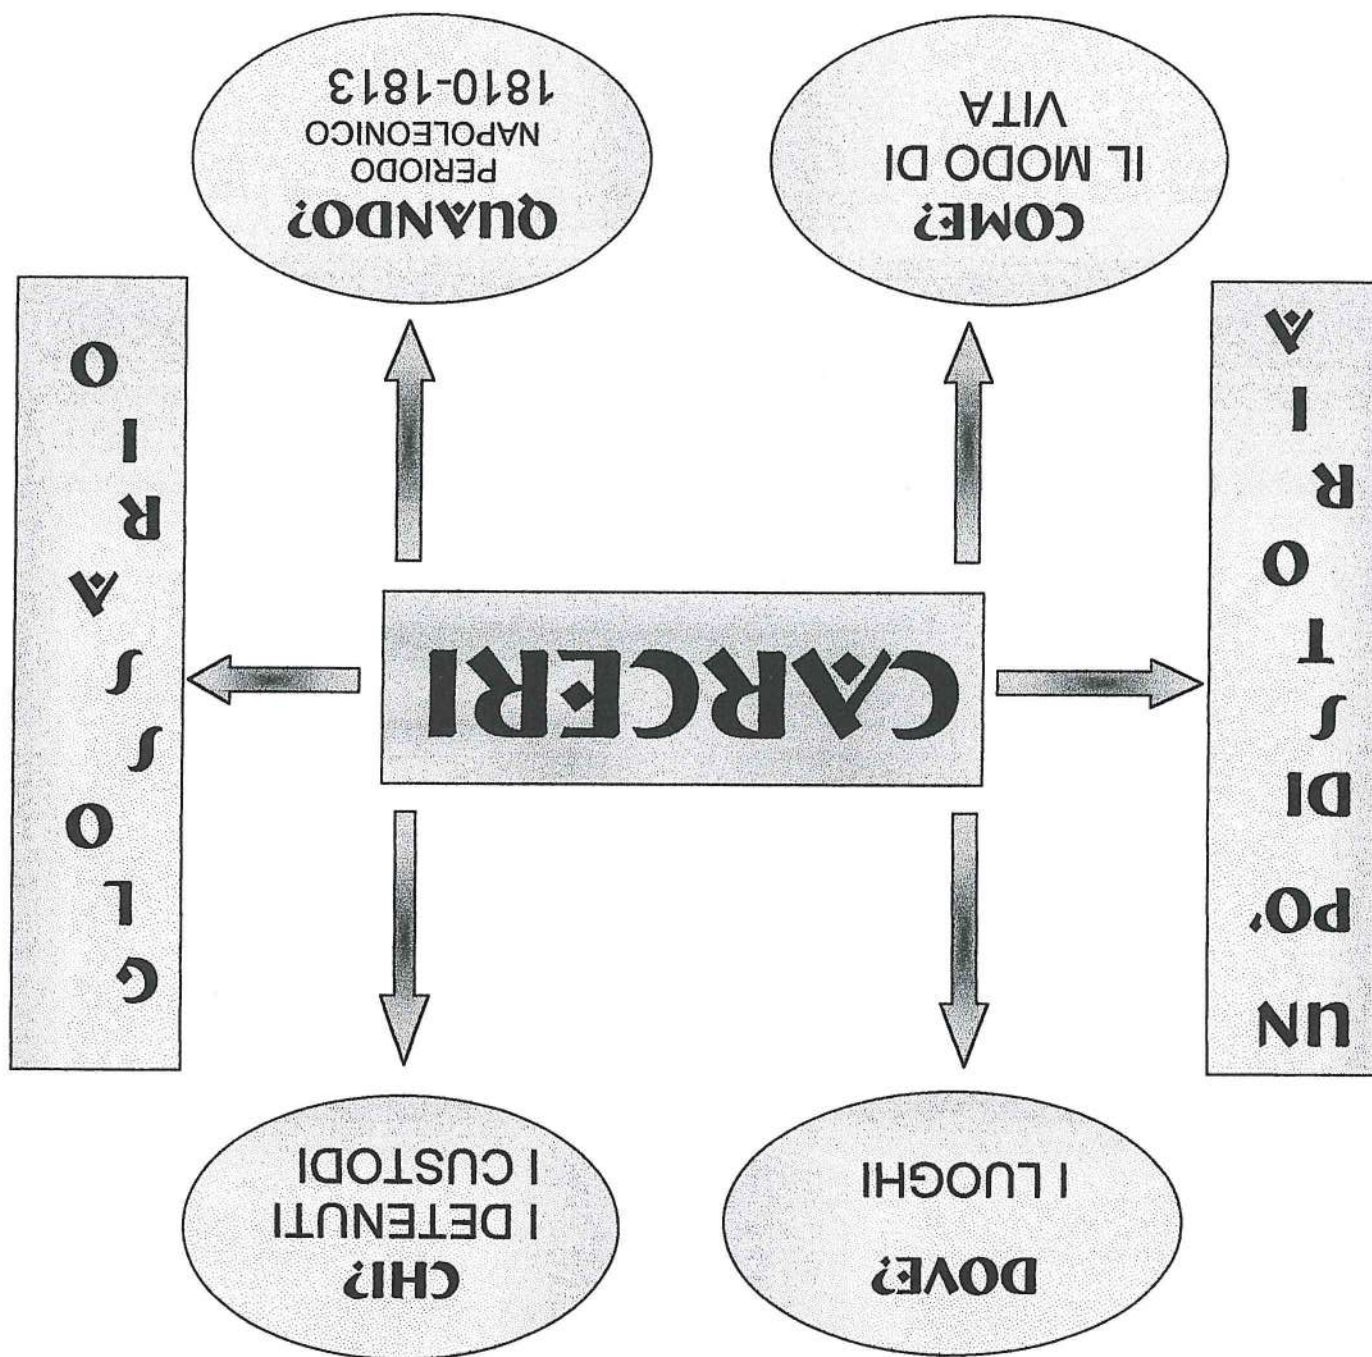 DOVE?
I LUOGHI
CHI?
I DETENUTI
I CUSTODI
UN PO' DI STORIA
CARCERI
GLOSSARIO
COME?
IL MODO DI
VITA
QUANDO?
PERIODO
NAPOLEONICO
1810-1813